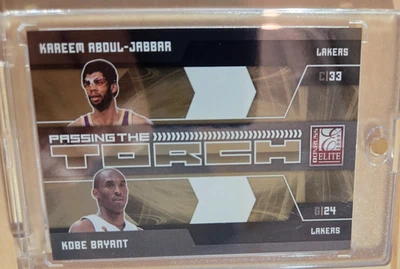 KAREEM ABDUL-JABBAR
LAKERS
C/33
PASSING THE
TORCH
DONRUSS
ELITE
G/24
KOBE BRYANT
LAKERS